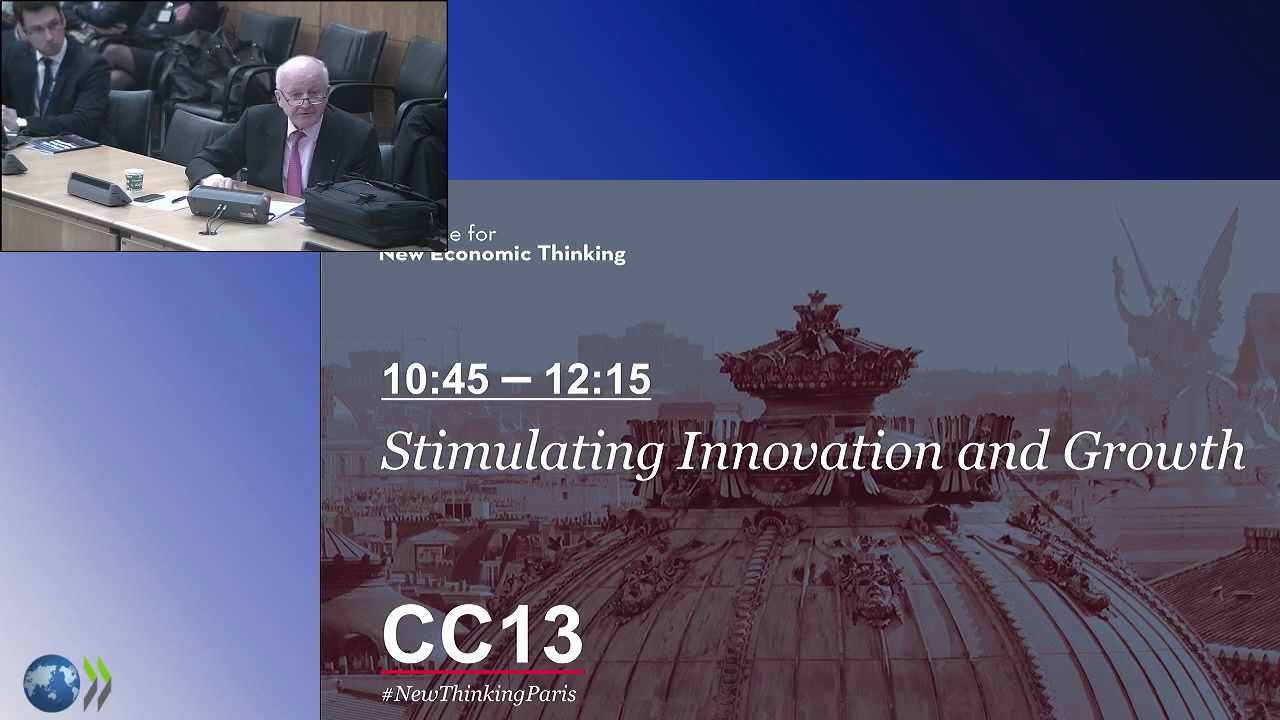 e for
New Economic Thinking
10:45 – 12:15
Stimulating Innovation and Growth
CC13
#NewThinkingParis